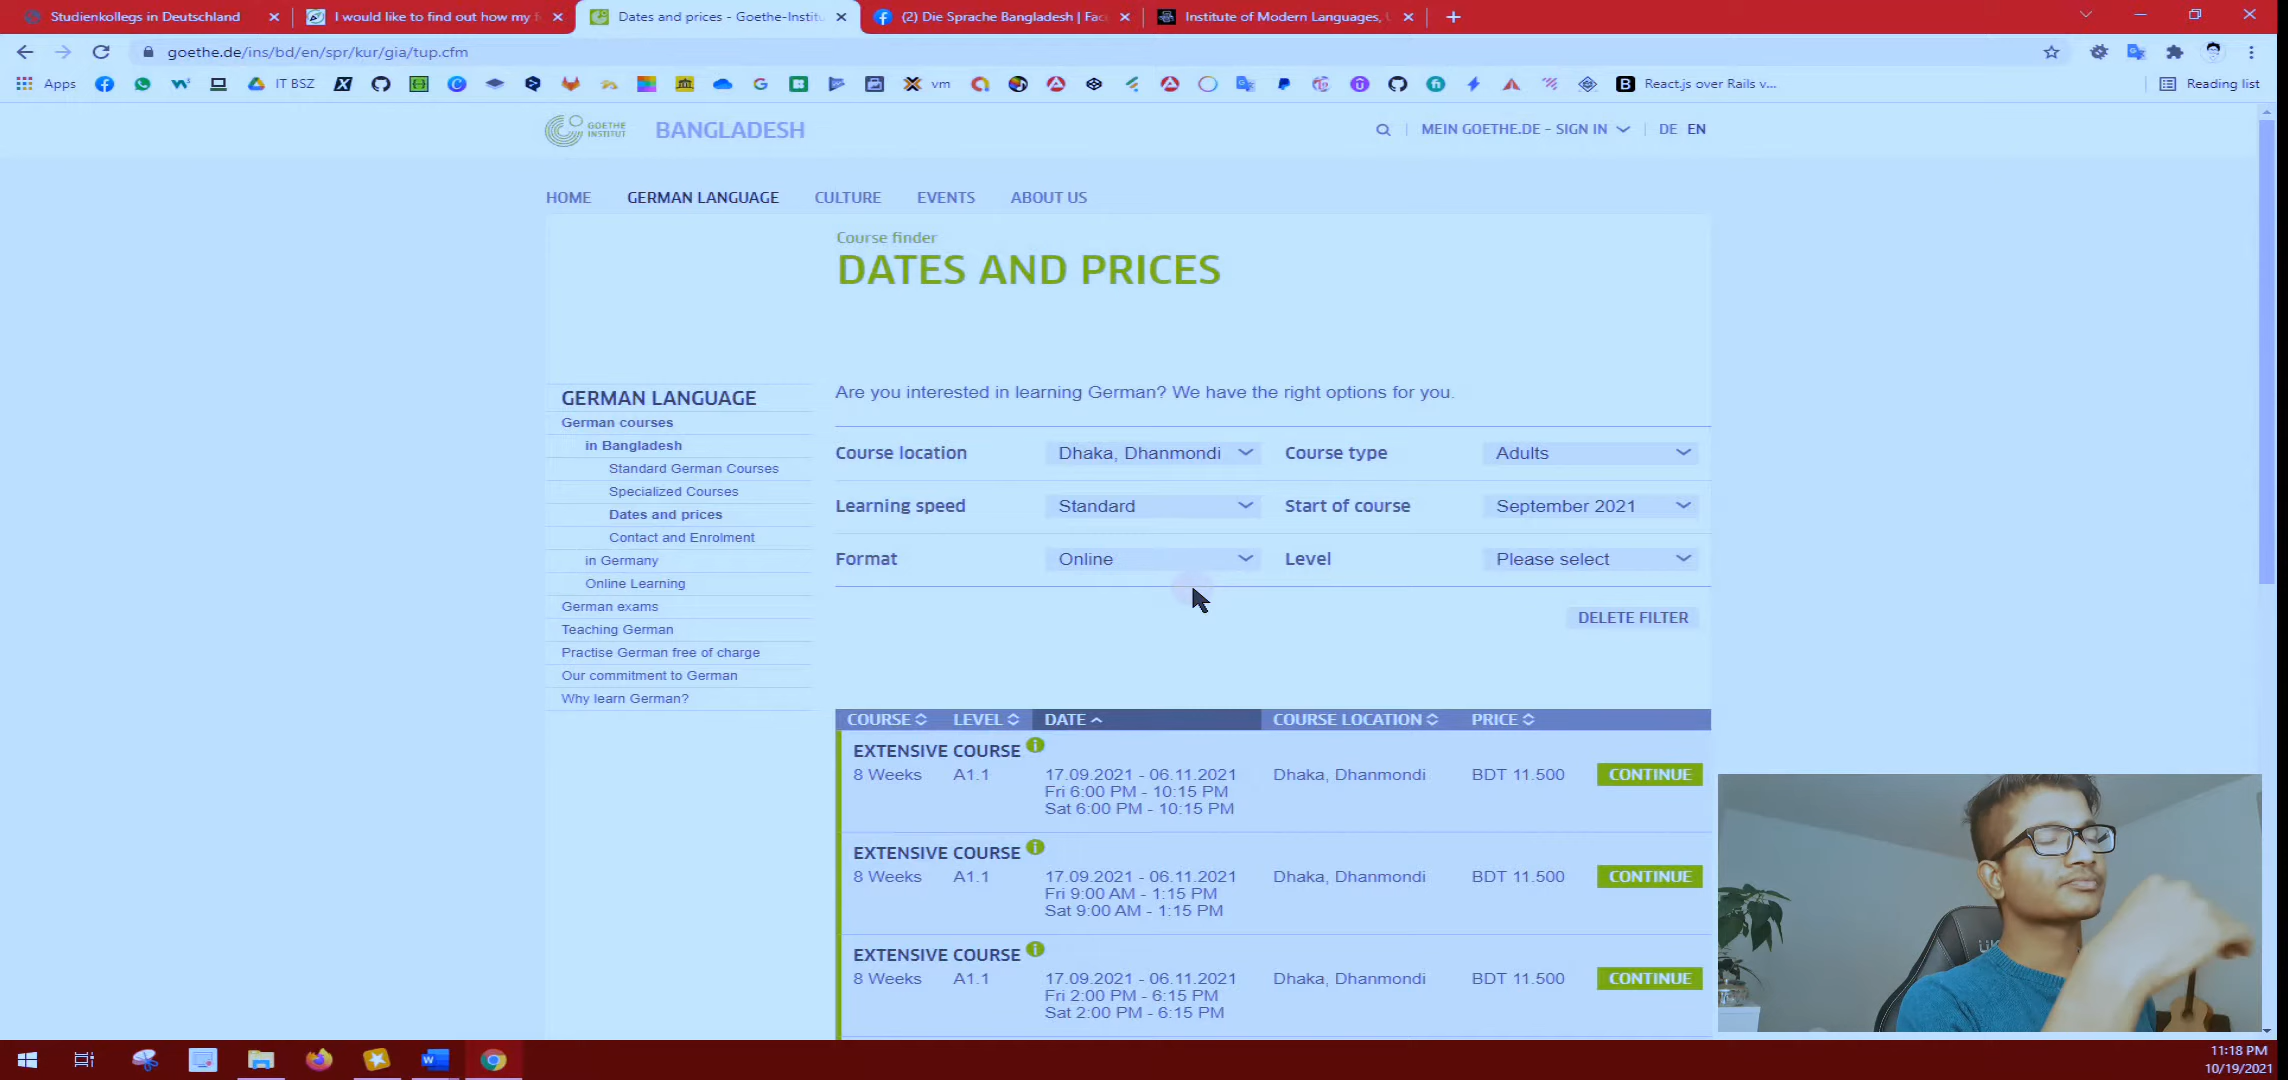 Studienkollegs in Deutschland
I would like to find out how my f
Dates and prices - Goethe-Institu
(2) Die Sprache Bangladesh | Fac
Institute of Modern Languages, U
goethe.de/ins/bd/en/spr/kur/gia/tup.cfm
Apps
IT BSZ
vm
React.js over Rails v...
Reading list
GOETHE
INSTITUT
BANGLADESH
MEIN GOETHE.DE - SIGN IN
DE EN
HOME GERMAN LANGUAGE CULTURE EVENTS ABOUT US
Course finder
DATES AND PRICES
Are you interested in learning German? We have the right options for you.
GERMAN LANGUAGE
German courses
in Bangladesh
Standard German Courses
Specialized Courses
Dates and prices
Contact and Enrolment
in Germany
Online Learning
German exams
Teaching German
Practise German free of charge
Our commitment to German
Why learn German?
Course location Dhaka, Dhanmondi Course type Adults
Learning speed Standard Start of course September 2021
Format Online Level Please select
DELETE FILTER
COURSE LEVEL DATE COURSE LOCATION PRICE
EXTENSIVE COURSE
8 Weeks A1.1 17.09.2021 - 06.11.2021 Dhaka, Dhanmondi BDT 11.500 CONTINUE
Fri 6:00 PM - 10:15 PM
Sat 6:00 PM - 10:15 PM
EXTENSIVE COURSE
8 Weeks A1.1 17.09.2021 - 06.11.2021 Dhaka, Dhanmondi BDT 11.500 CONTINUE
Fri 9:00 AM - 1:15 PM
Sat 9:00 AM - 1:15 PM
EXTENSIVE COURSE
8 Weeks A1.1 17.09.2021 - 06.11.2021 Dhaka, Dhanmondi BDT 11.500 CONTINUE
Fri 2:00 PM - 6:15 PM
Sat 2:00 PM - 6:15 PM
11:18 PM
10/19/2021